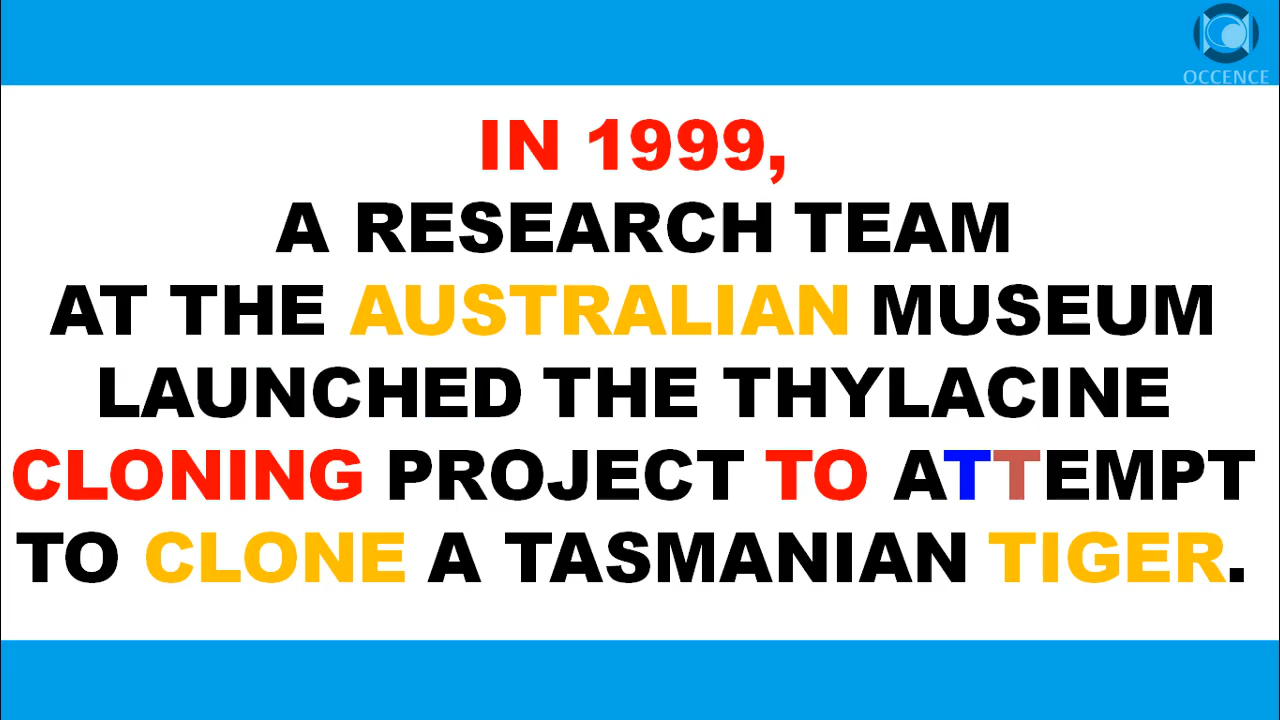 OCCENCE
IN 1999,
A RESEARCH TEAM
AT THE AUSTRALIAN MUSEUM
LAUNCHED THE THYLACINE
CLONING PROJECT TO ATTEMPT
TO CLONE A TASMANIAN TIGER.